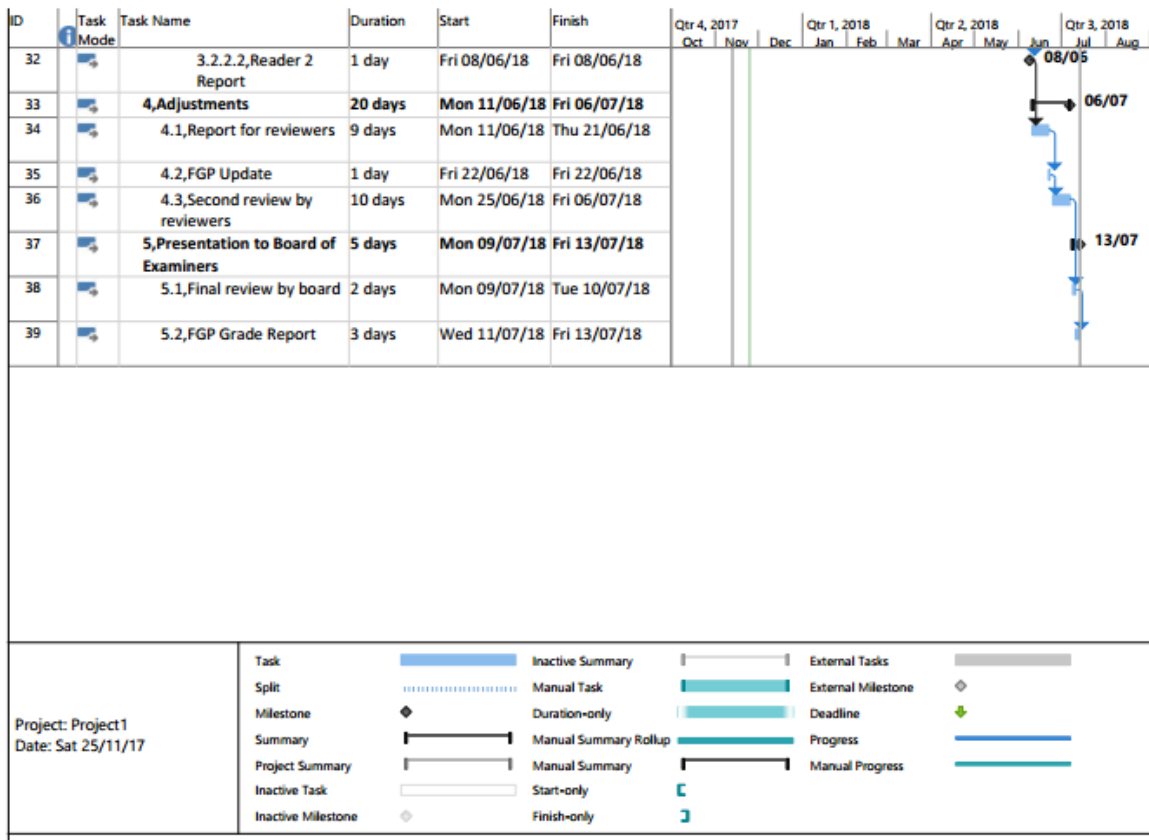 ID Task Mode Task Name Duration Start Finish Qtr 4, 2017 Qtr 1, 2018 Qtr 2, 2018 Qtr 3, 2018
Oct Nov Dec Jan Feb Mar Apr May Jun Jul Aug
32 3.2.2.2,Reader 2 1 day Fri 08/06/18 Fri 08/06/18 08/06
Report
33 4,Adjustments 20 days Mon 11/06/18 Fri 06/07/18 06/07
34 4.1,Report for reviewers 9 days Mon 11/06/18 Thu 21/06/18
35 4.2,FGP Update 1 day Fri 22/06/18 Fri 22/06/18
36 4.3,Second review by 10 days Mon 25/06/18 Fri 06/07/18
reviewers
37 5,Presentation to Board of 5 days Mon 09/07/18 Fri 13/07/18 13/07
Examiners
38 5.1,Final review by board 2 days Mon 09/07/18 Tue 10/07/18
39 5.2,FGP Grade Report 3 days Wed 11/07/18 Fri 13/07/18
Project: Project1
Date: Sat 25/11/17
Task Inactive Summary External Tasks
Split Manual Task External Milestone
Milestone Duration-only Deadline
Summary Manual Summary Rollup Progress
Project Summary Manual Summary Manual Progress
Inactive Task Start-only
Inactive Milestone Finish-only